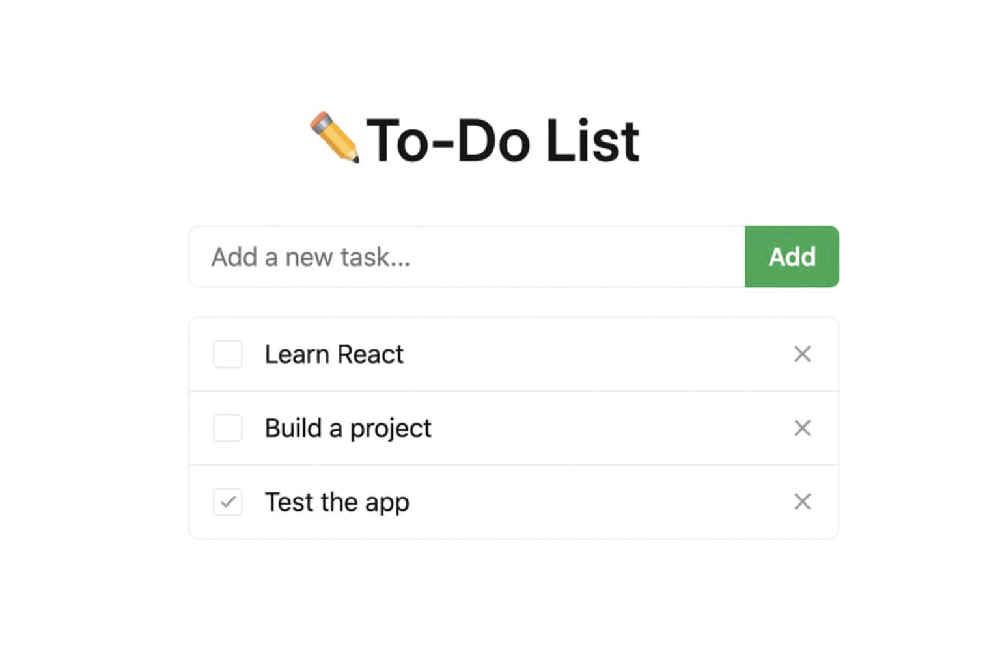 ✏️To-Do List
Add a new task...
Add
Learn React
Build a project
Test the app